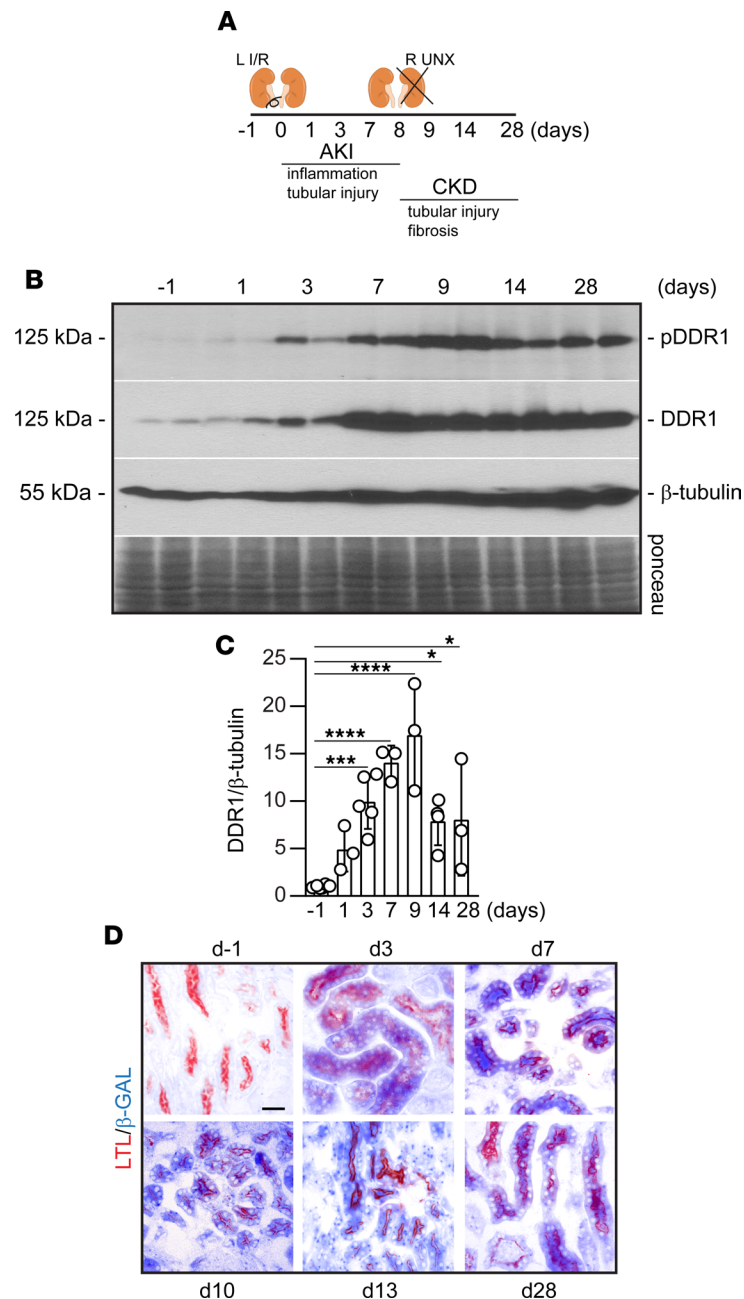 A
L I/R
R UNX
-1 0 1 3 7 8 9 14 28 (days)
AKI
inflammation
tubular injury
CKD
tubular injury
fibrosis
B
-1 1 3 7 9 14 28 (days)
125 kDa - - pDDR1
125 kDa - - DDR1
55 kDa - - β-tubulin
ponceau
C
*
*
****
****
***
DDR1/β-tubulin
25
20
15
10
5
0
-1 1 3 7 9 14 28 (days)
D
d-1 d3 d7
LTL/β-GAL
d10 d13 d28